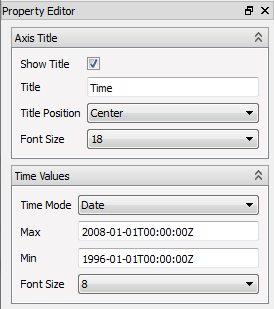 Property Editor
Axis Title
Show Title
Title Time
Title Position Center
Font Size 18
Time Values
Time Mode Date
Max 2008-01-01T00:00:00Z
Min 1996-01-01T00:00:00Z
Font Size 8